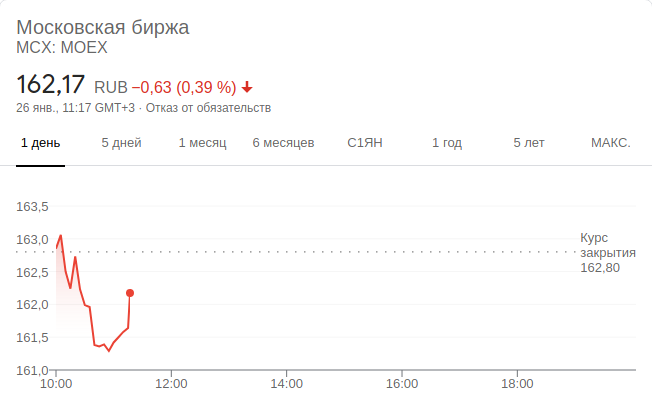 Московская биржа
MCX: MOEX
162,17 RUB −0,63 (0,39 %)
26 янв., 11:17 GMT+3 · Отказ от обязательств
1 день 5 дней 1 месяц 6 месяцев С1ЯН 1 год 5 лет МАКС.
163,5
163,0
162,5
162,0
161,5
161,0
Курс
закрытия
162,80
10:00 12:00 14:00 16:00 18:00